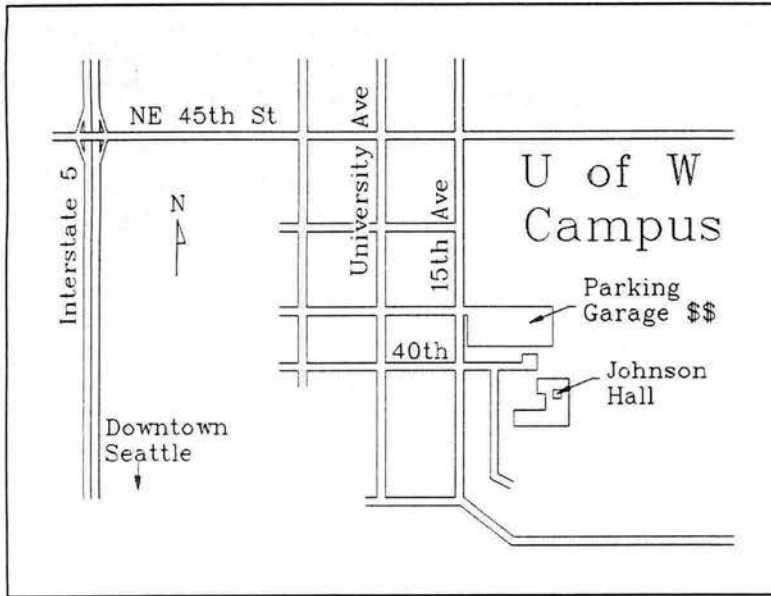 NE 45th St
University Ave
15th Ave
Interstate 5
N
U of W
Campus
Parking
Garage $$
40th
Johnson
Hall
Downtown
Seattle